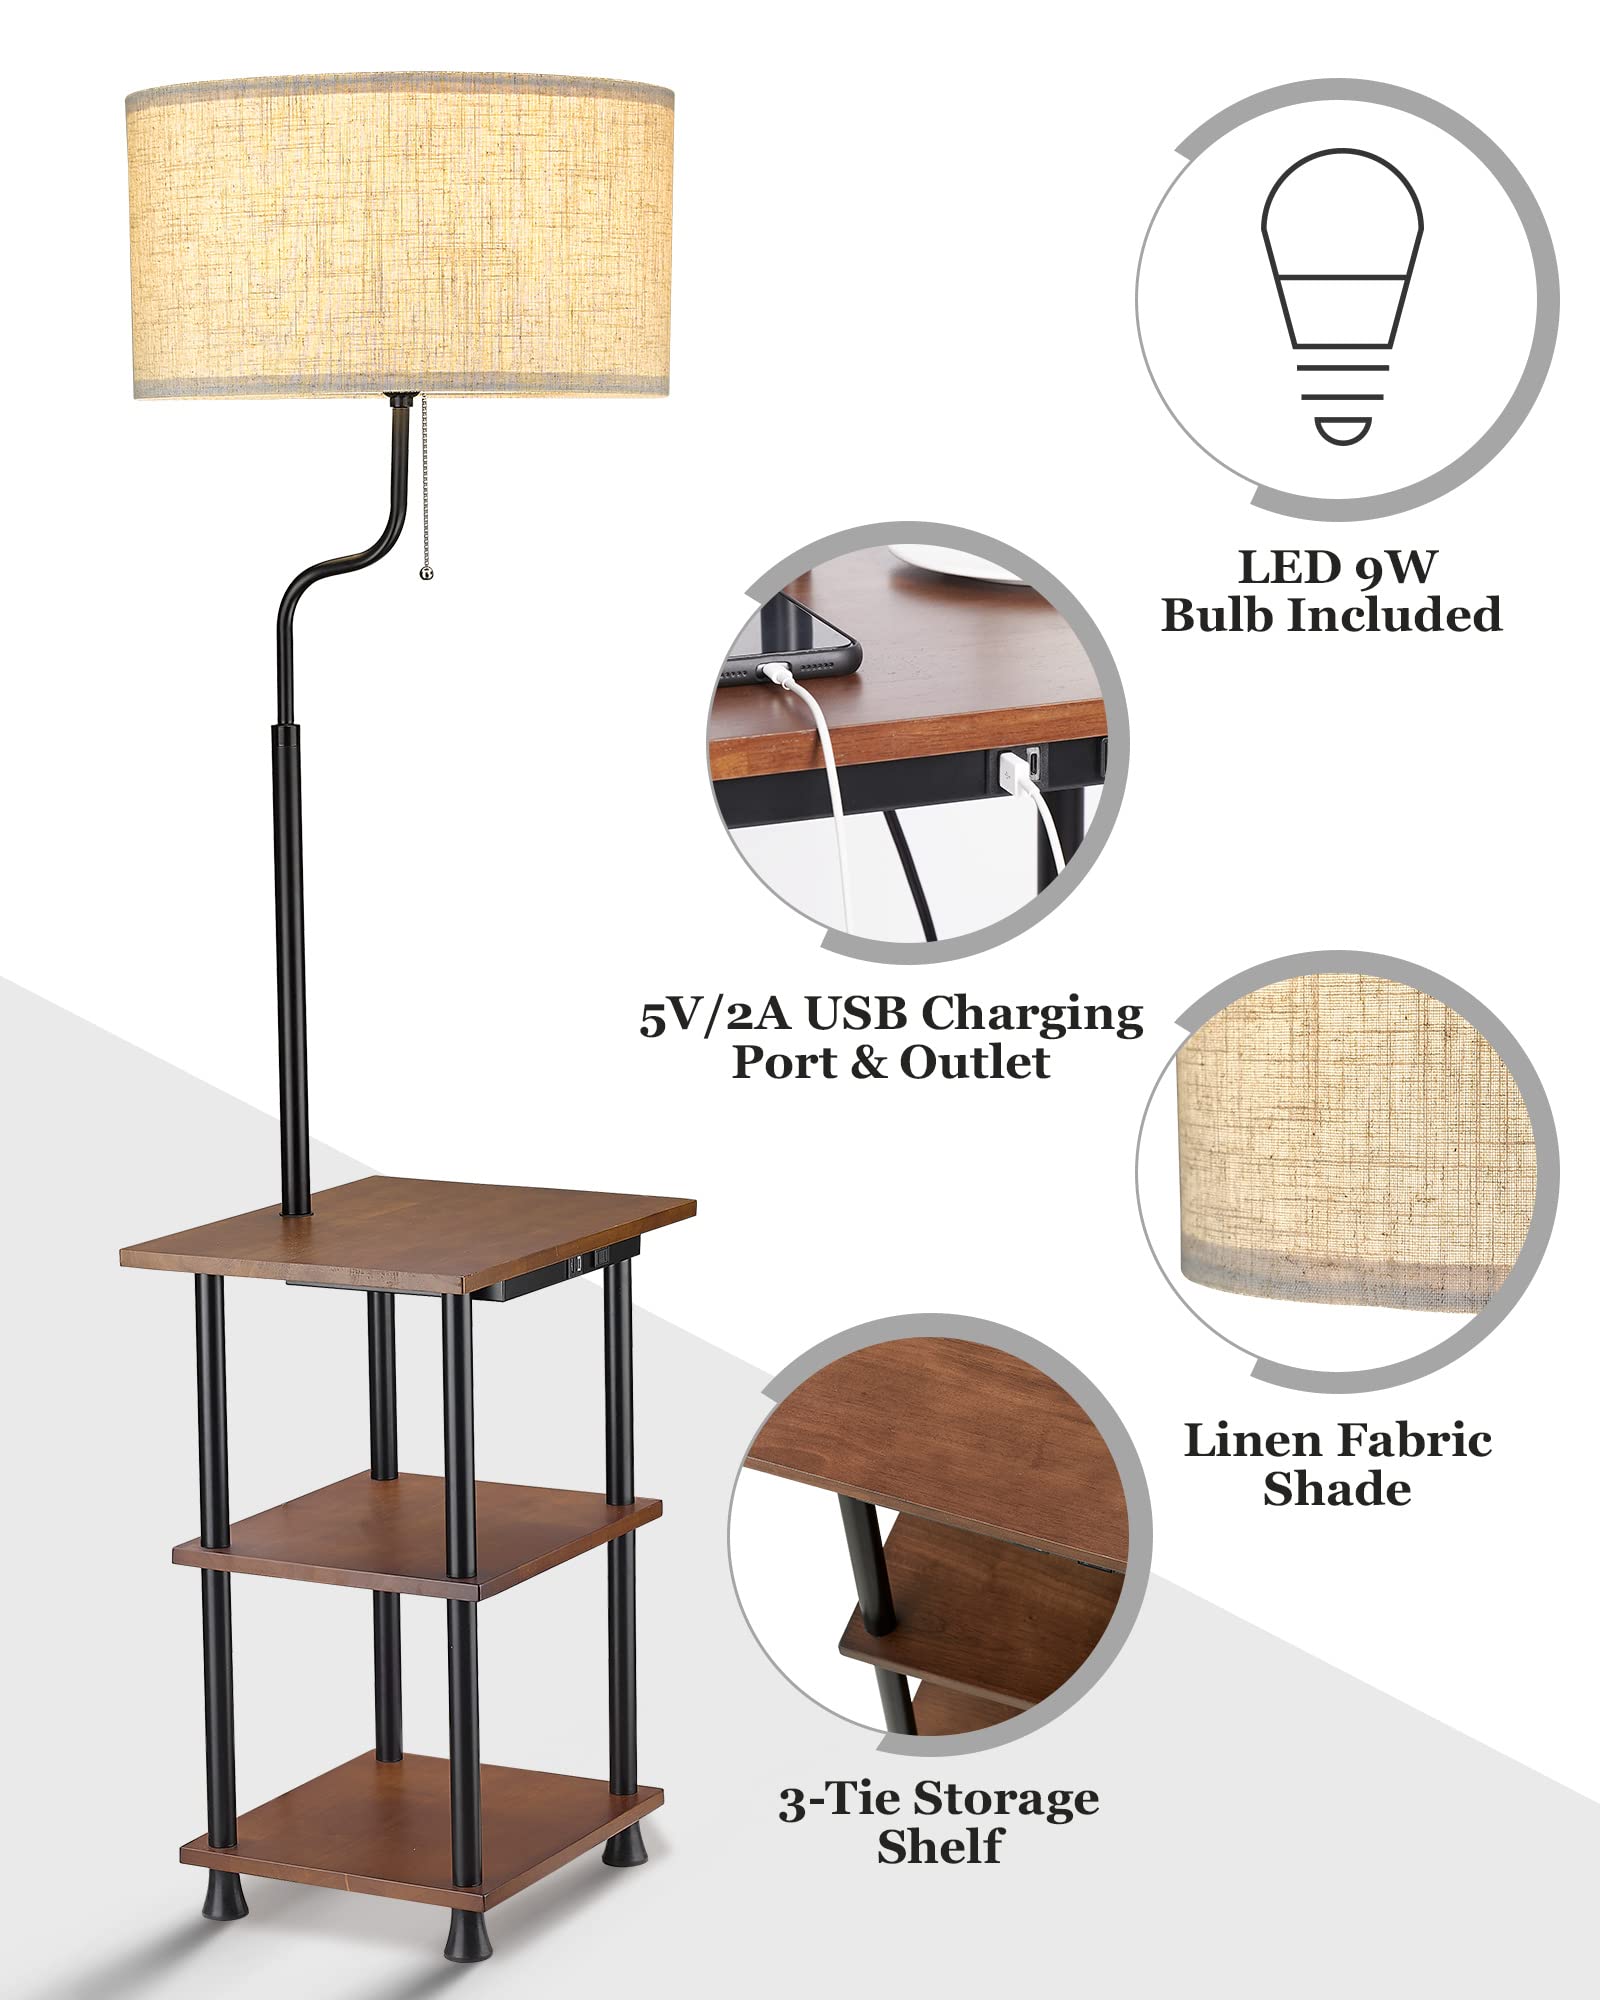 LED 9W
Bulb Included
5V/2A USB Charging
Port & Outlet
Linen Fabric
Shade
3-Tie Storage
Shelf